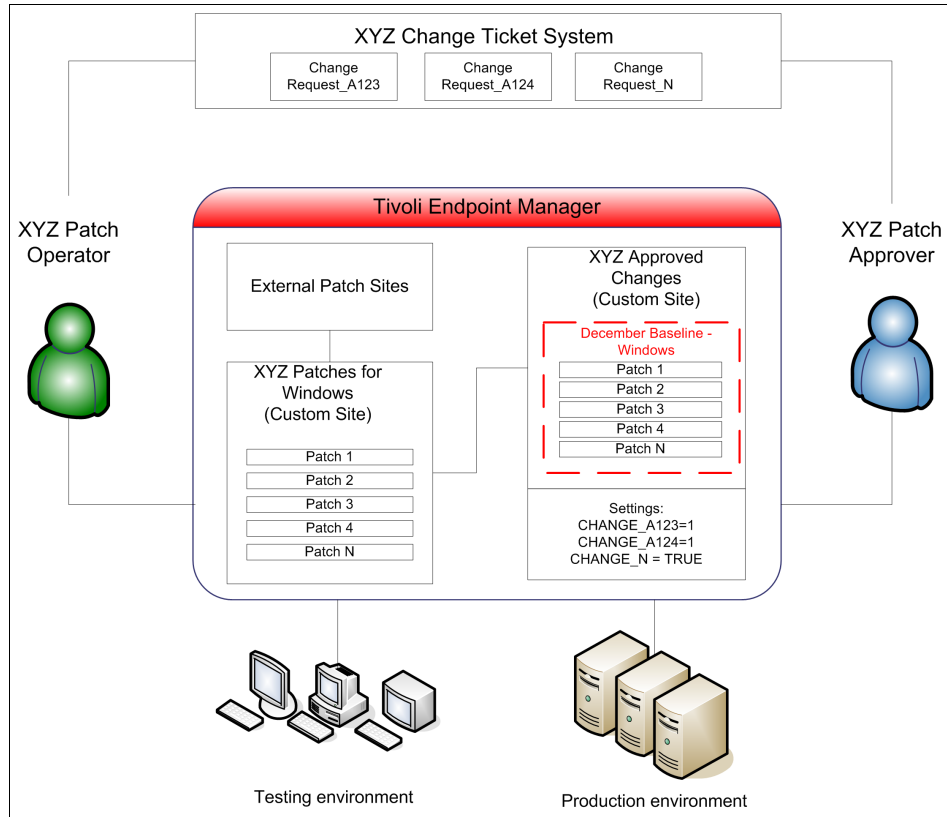 XYZ Change Ticket System
Change
Request_A123
Change
Request_A124
Change
Request_N
XYZ Patch
Operator
XYZ Patch
Approver
Tivoli Endpoint Manager
External Patch Sites
XYZ Patches for
Windows
(Custom Site)
Patch 1
Patch 2
Patch 3
Patch 4
Patch N
XYZ Approved
Changes
(Custom Site)
December Baseline -
Windows
Patch 1
Patch 2
Patch 3
Patch 4
Patch N
Settings:
CHANGE_A123=1
CHANGE_A124=1
CHANGE_N = TRUE
Testing environment
Production environment